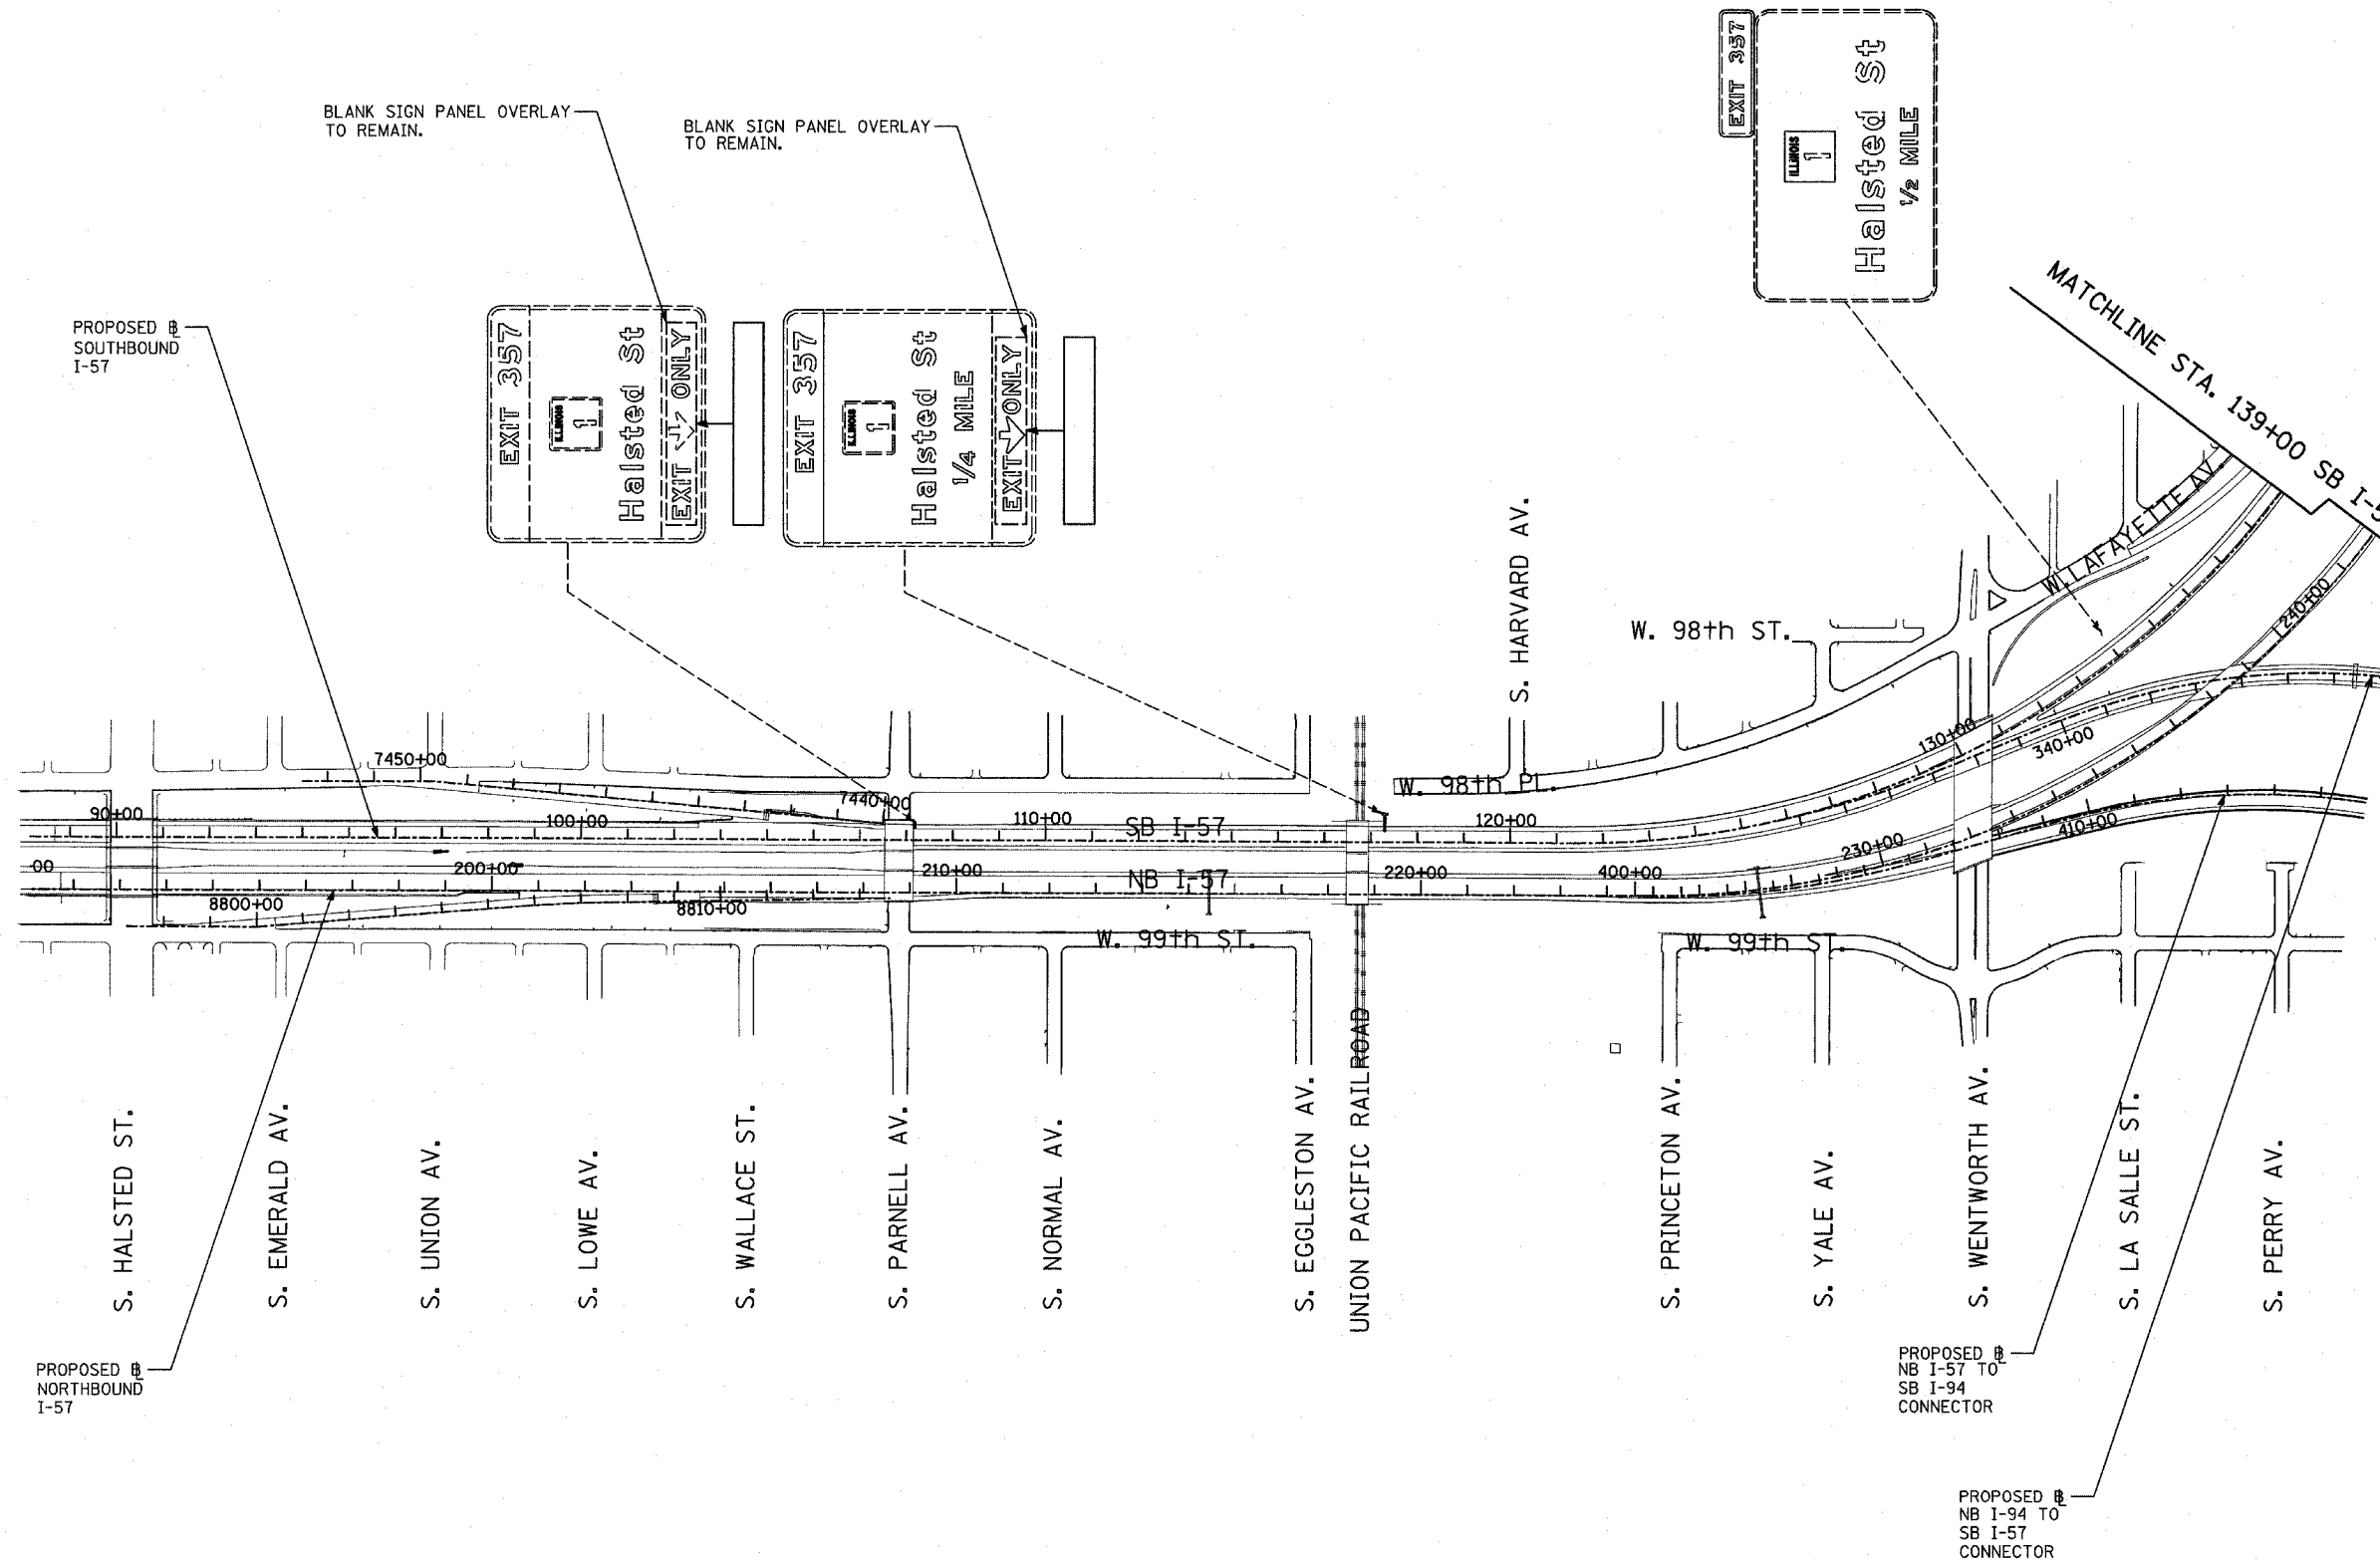 BLANK SIGN PANEL OVERLAY
TO REMAIN.
BLANK SIGN PANEL OVERLAY
TO REMAIN.
EXIT 357
ILLINOIS
1
Halsted St
1/2 MILE
PROPOSED ℄
SOUTHBOUND
I-57
EXIT 357
ILLINOIS
1
Halsted St
EXIT ONLY
EXIT 357
ILLINOIS
1
Halsted St
1/4 MILE
EXIT ONLY
MATCHLINE STA. 139+00 SB
W. LAFAYETTE AV.
S. HARVARD AV.
W. 98th ST.
240+00
7450+00
7440+00
W. 98th PL.
130+00
340+00
90+00
100+00
110+00
SB I-57
120+00
410+00
-00
200+00
210+00
NB I-57
220+00
400+00
230+00
8800+00
8810+00
W. 99th ST.
W. 99th ST.
S. HALSTED ST.
S. EMERALD AV.
S. UNION AV.
S. LOWE AV.
S. WALLACE ST.
S. PARNELL AV.
S. NORMAL AV.
S. EGGLESTON AV.
UNION PACIFIC RAILROAD
S. PRINCETON AV.
S. YALE AV.
S. WENTWORTH AV.
S. LA SALLE ST.
S. PERRY AV.
PROPOSED ℄
NORTHBOUND
I-57
PROPOSED ℄
NB I-57 TO
SB I-94
CONNECTOR
PROPOSED ℄
NB I-94 TO
SB I-57
CONNECTOR